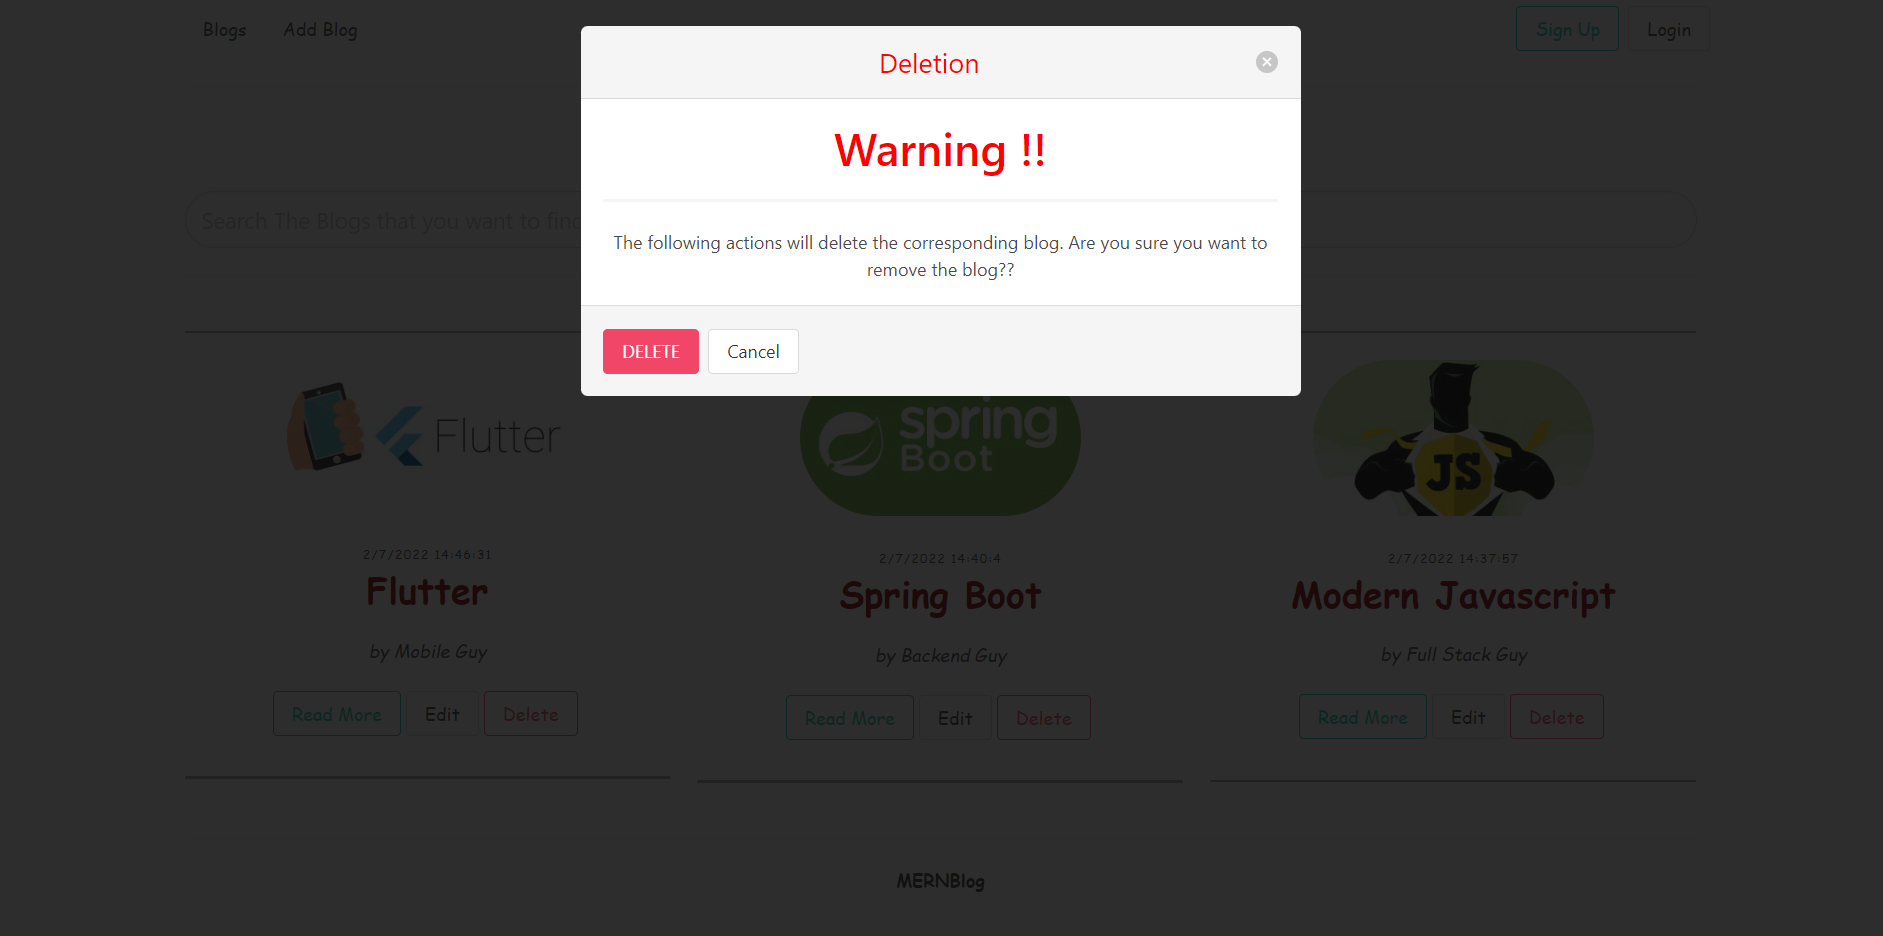 Blogs Add Blog Sign Up Login
Deletion
Warning !!
Search The Blogs that you want to find
The following actions will delete the corresponding blog. Are you sure you want to
remove the blog??
DELETE Cancel
Flutter
spring
Boot
JS
2/7/2022 14:46:31
Flutter
by Mobile Guy
Read More Edit Delete
2/7/2022 14:40:4
Spring Boot
by Backend Guy
Read More Edit Delete
2/7/2022 14:37:57
Modern Javascript
by Full Stack Guy
Read More Edit Delete
MERNBlog